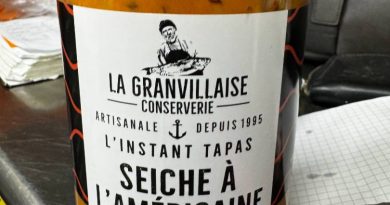 LA GRANVILLAISE
CONSERVERIE
ARTISANALE DEPUIS 1995
L'INSTANT TAPAS
SEICHE À
L'AMÉRICAINE